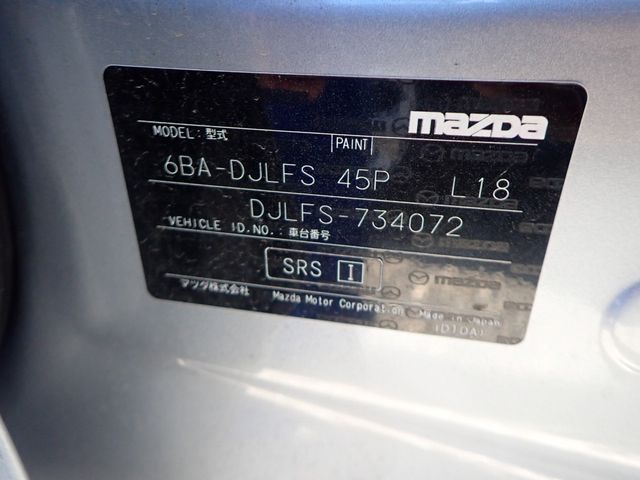 mazda
MODEL:型式 PAINT
6BA-DJLFS 45P L18
DJLFS-734072
VEHICLE ID.NO.:車台番号
SRS I
マツダ株式会社 Mazda Motor Corporation Made in Japan
(D1DA)